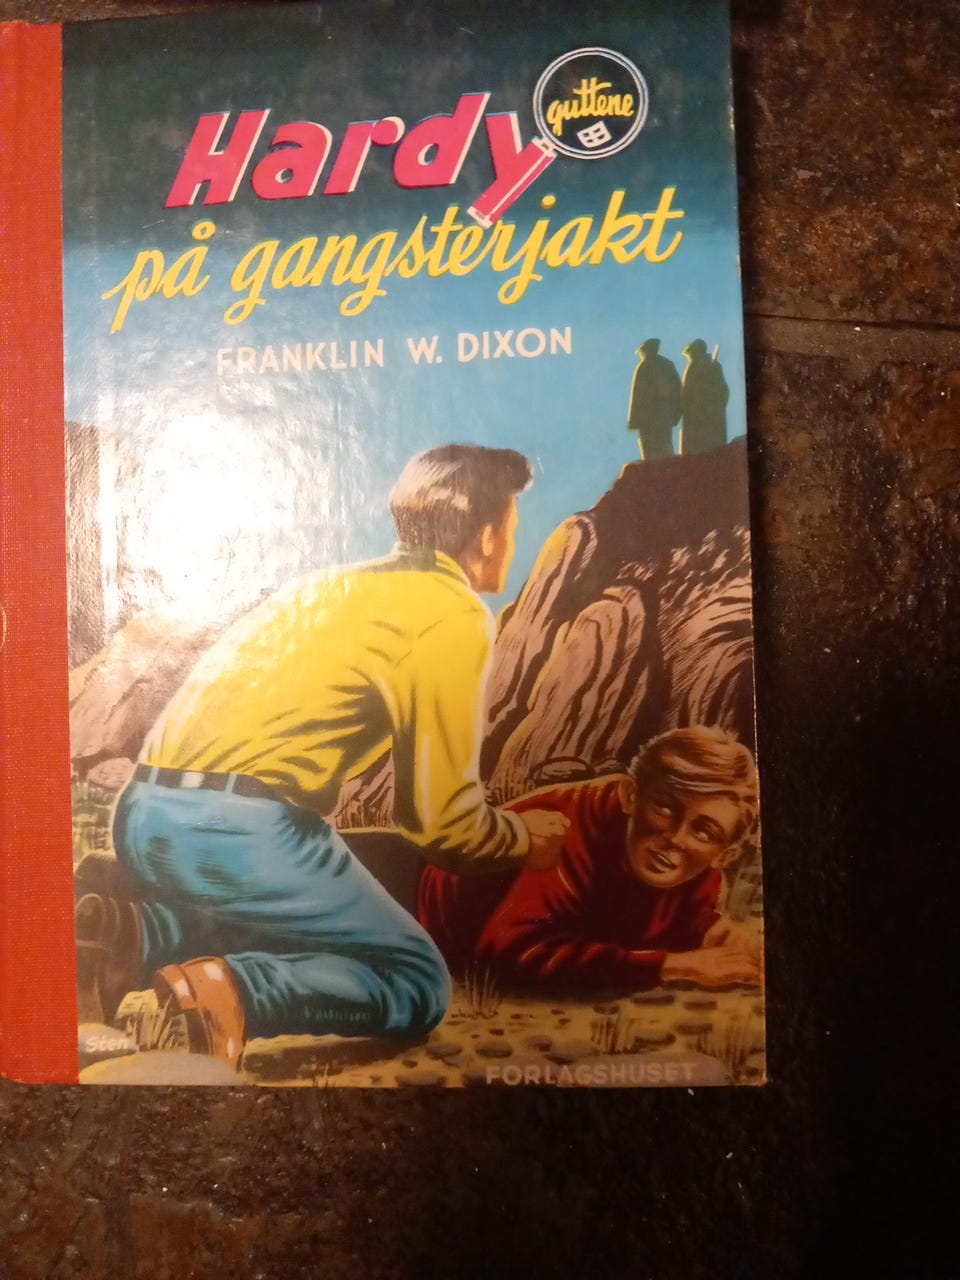 Hardy
guttene
på gangsterjakt
FRANKLIN W. DIXON
Sten
FORLAGSHUSET